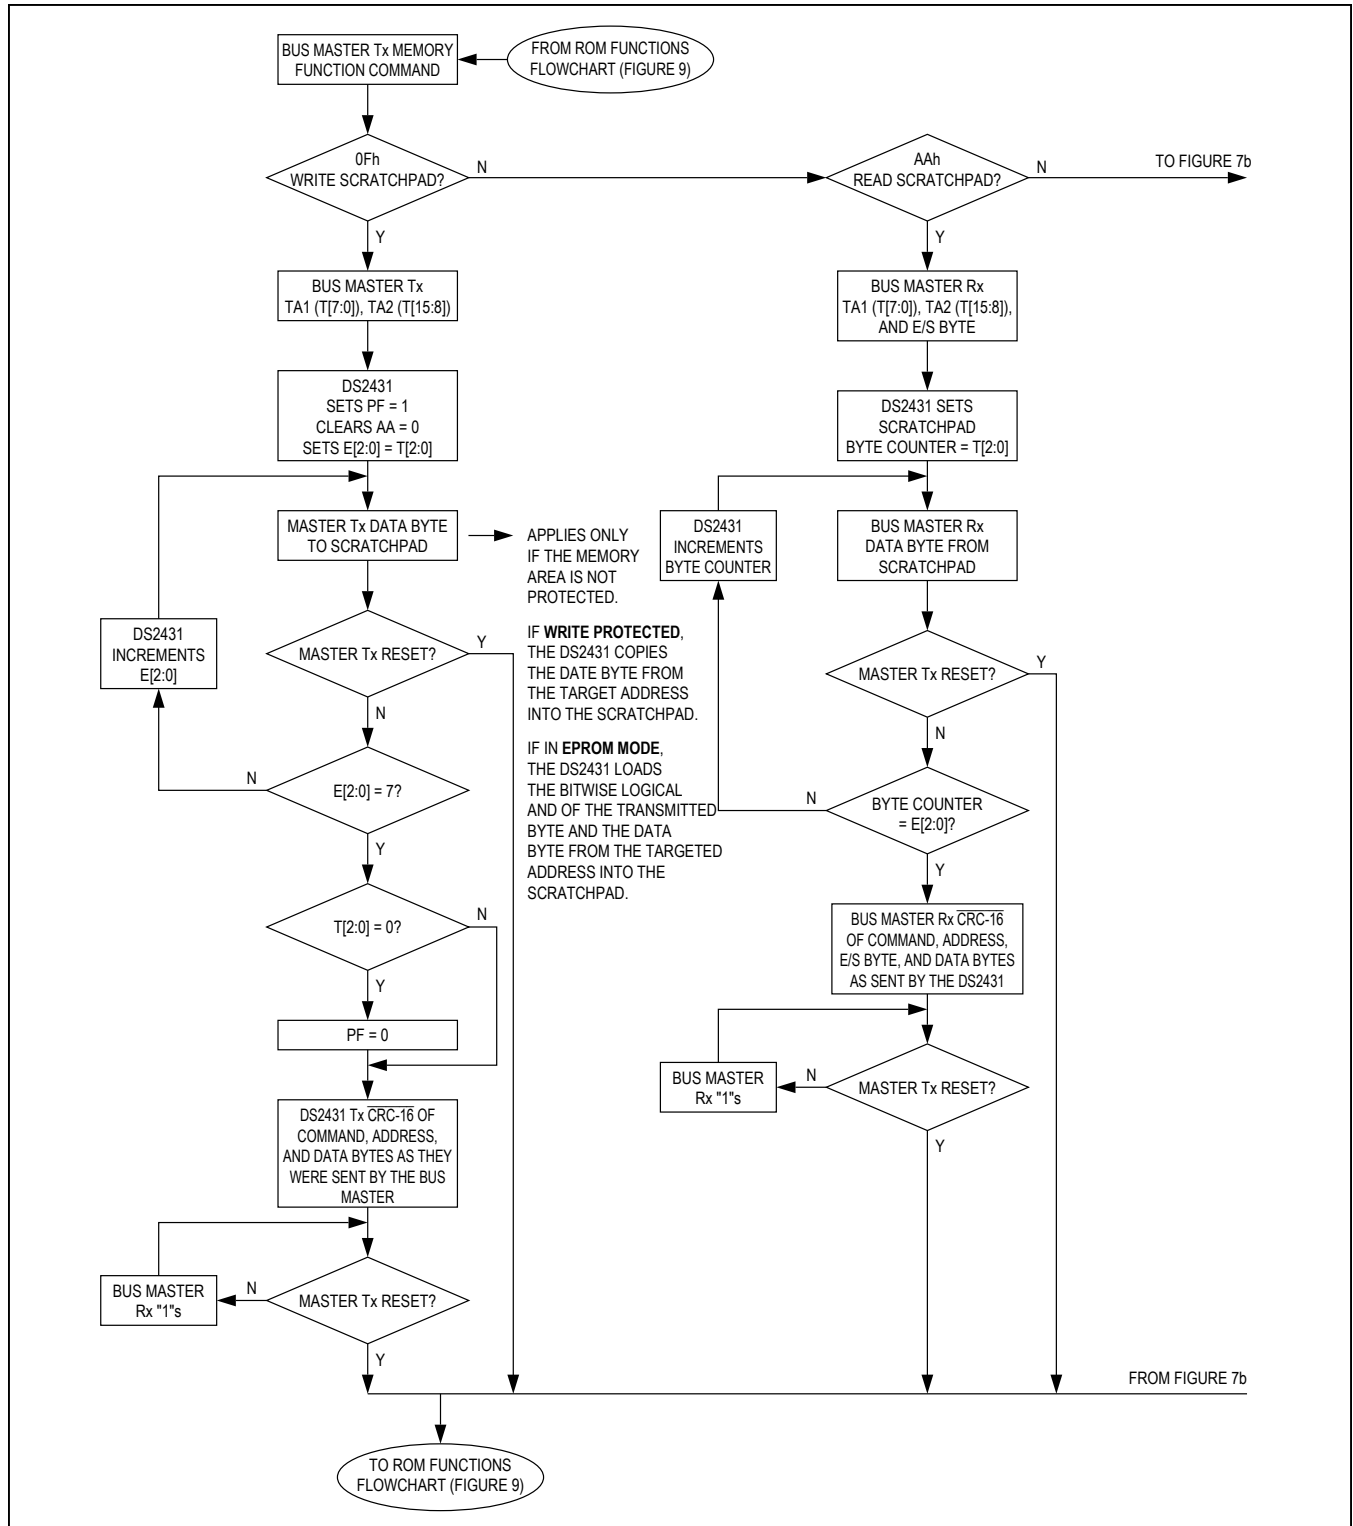 BUS MASTER Tx MEMORY
FUNCTION COMMAND
FROM ROM FUNCTIONS
FLOWCHART (FIGURE 9)
0Fh
WRITE SCRATCHPAD?
N
Y
AAh
READ SCRATCHPAD?
N
Y
TO FIGURE 7b
BUS MASTER Tx
TA1 (T[7:0]), TA2 (T[15:8])
DS2431
SETS PF = 1
CLEARS AA = 0
SETS E[2:0] = T[2:0]
MASTER Tx DATA BYTE
TO SCRATCHPAD
APPLIES ONLY
IF THE MEMORY
AREA IS NOT
PROTECTED.
IF WRITE PROTECTED,
THE DS2431 COPIES
THE DATE BYTE FROM
THE TARGET ADDRESS
INTO THE SCRATCHPAD.
IF IN EPROM MODE,
THE DS2431 LOADS
THE BITWISE LOGICAL
AND OF THE TRANSMITTED
BYTE AND THE DATA
BYTE FROM THE TARGETED
ADDRESS INTO THE
SCRATCHPAD.
DS2431
INCREMENTS
E[2:0]
MASTER Tx RESET?
Y
N
E[2:0] = 7?
N
Y
T[2:0] = 0?
N
Y
PF = 0
DS2431 Tx CRC-16 OF
COMMAND, ADDRESS,
AND DATA BYTES AS THEY
WERE SENT BY THE BUS
MASTER
BUS MASTER
Rx "1"s
N
MASTER Tx RESET?
Y
BUS MASTER Rx
TA1 (T[7:0]), TA2 (T[15:8]),
AND E/S BYTE
DS2431 SETS
SCRATCHPAD
BYTE COUNTER = T[2:0]
DS2431
INCREMENTS
BYTE COUNTER
BUS MASTER Rx
DATA BYTE FROM
SCRATCHPAD
MASTER Tx RESET?
Y
N
BYTE COUNTER
= E[2:0]?
N
Y
BUS MASTER Rx CRC-16
OF COMMAND, ADDRESS,
E/S BYTE, AND DATA BYTES
AS SENT BY THE DS2431
BUS MASTER
Rx "1"s
N
MASTER Tx RESET?
Y
FROM FIGURE 7b
TO ROM FUNCTIONS
FLOWCHART (FIGURE 9)